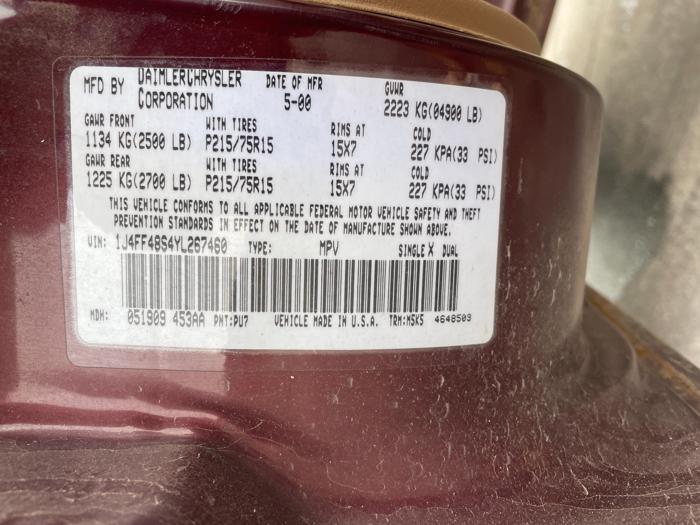 MFD BY DAIMLERCHRYSLER CORPORATION DATE OF MFR 5-00 GVWR 2223 KG(04900 LB)
GAWR FRONT WITH TIRES RIMS AT COLD
1134 KG(2500 LB) P215/75R15 15X7 227 KPA(33 PSI)
GAWR REAR WITH TIRES RIMS AT COLD
1225 KG(2700 LB) P215/75R15 15X7 227 KPA(33 PSI)
THIS VEHICLE CONFORMS TO ALL APPLICABLE FEDERAL MOTOR VEHICLE SAFETY AND THEFT
PREVENTION STANDARDS IN EFFECT ON THE DATE OF MANUFACTURE SHOWN ABOVE.
VIN: 1J4FF48S4YL267460 TYPE: MPV SINGLE X DUAL
MDH: 051909 453AA PNT:PU7 VEHICLE MADE IN U.S.A. TRM:MSK5 4648503